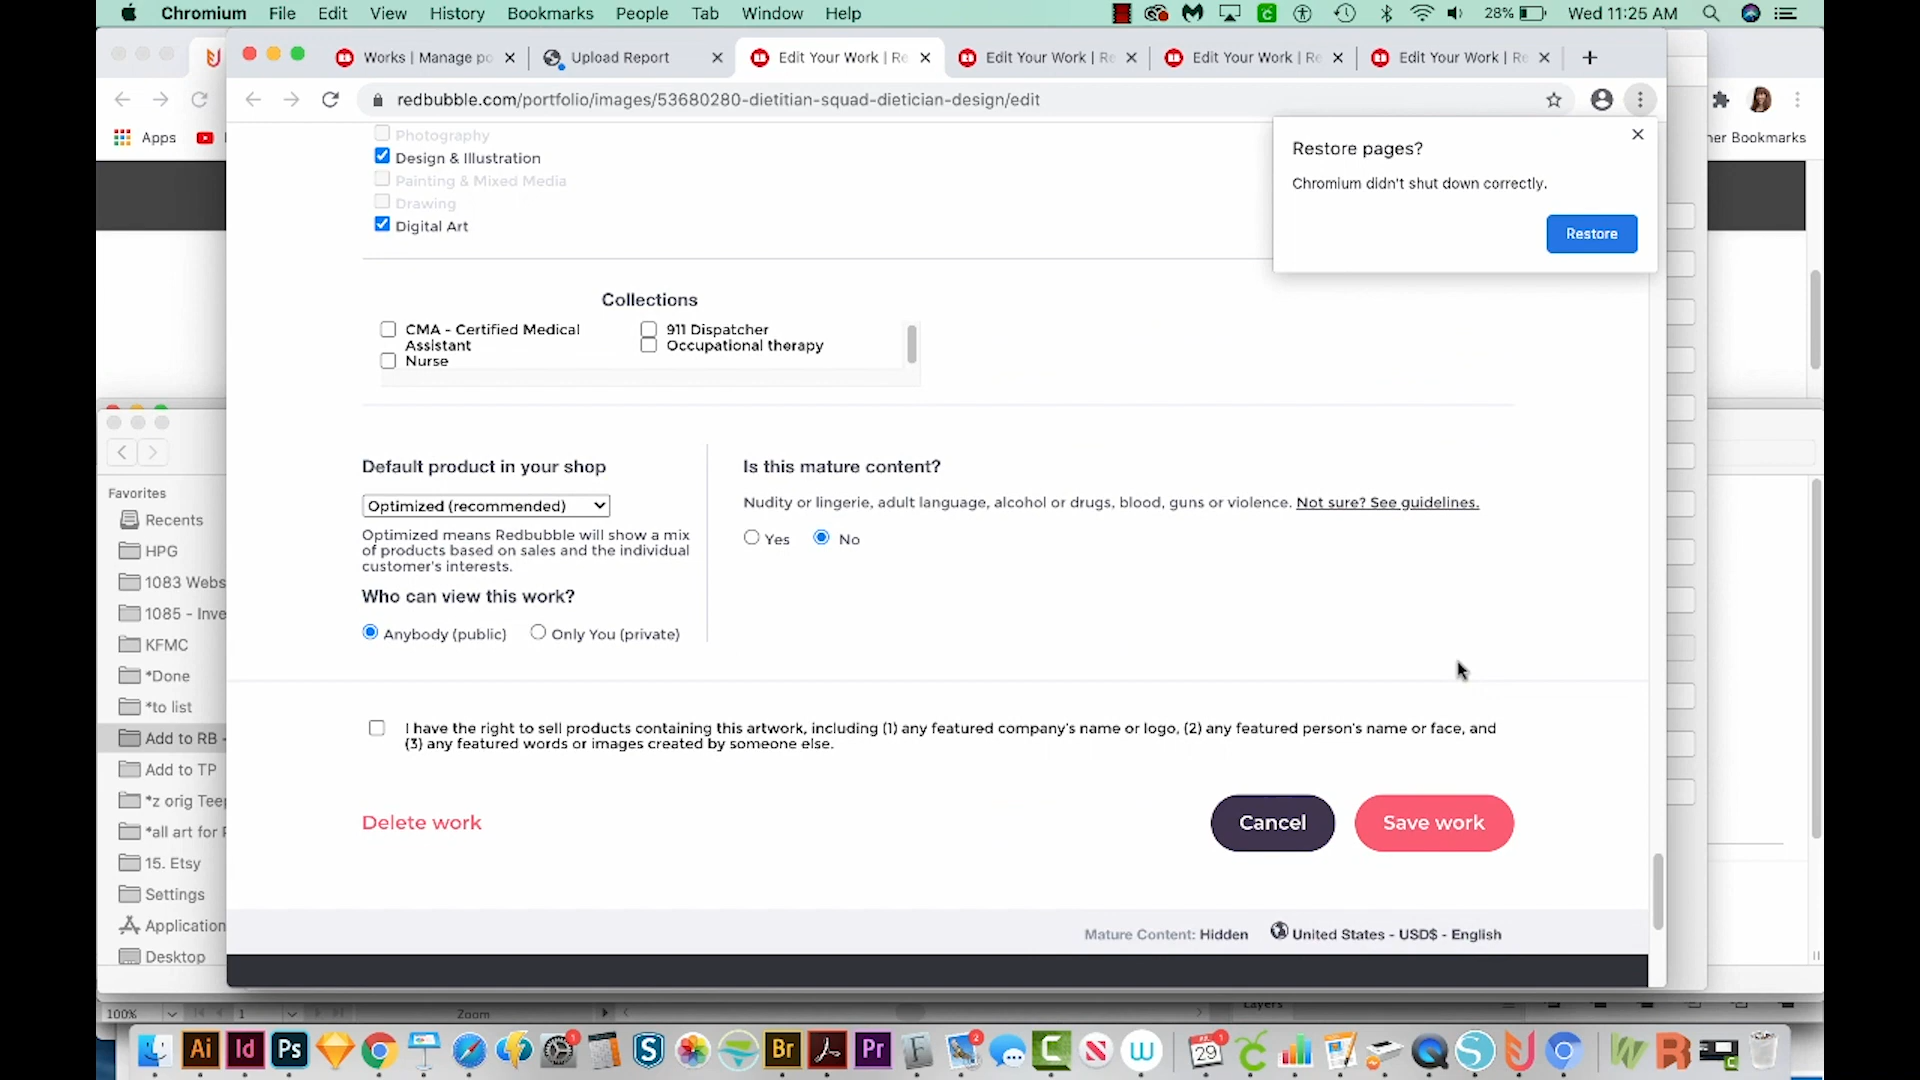 Chromium File Edit View History Bookmarks People Tab Window Help
28% Wed 11:25 AM
Works | Manage po
Upload Report
Edit Your Work | Re
Edit Your Work | Re
Edit Your Work | Re
Edit Your Work | Re
redbubble.com/portfolio/images/53680280-dietitian-squad-dietician-design/edit
Apps
Bookmarks
Restore pages?
Chromium didn't shut down correctly.
Restore
Photography
Design & Illustration
Painting & Mixed Media
Drawing
Digital Art
Collections
CMA - Certified Medical
Assistant
Nurse
911 Dispatcher
Occupational therapy
Default product in your shop
Optimized (recommended)
Optimized means Redbubble will show a mix
of products based on sales and the individual
customer's interests.
Who can view this work?
Anybody (public) Only You (private)
Is this mature content?
Nudity or lingerie, adult language, alcohol or drugs, blood, guns or violence. Not sure? See guidelines.
Yes No
I have the right to sell products containing this artwork, including (1) any featured company's name or logo, (2) any featured person's name or face, and
(3) any featured words or images created by someone else.
Delete work
Cancel
Save work
Mature Content: Hidden
United States - USD$ - English
Favorites
Recents
HPG
1083 Webs
1085 - Inve
KFMC
*Done
*to list
Add to RB -
Add to TP
*z orig Teep
*all art for
15. Etsy
Settings
Application
Desktop
100%
1
Zoom
Layers
Ai Id Ps
Br
Pr
29